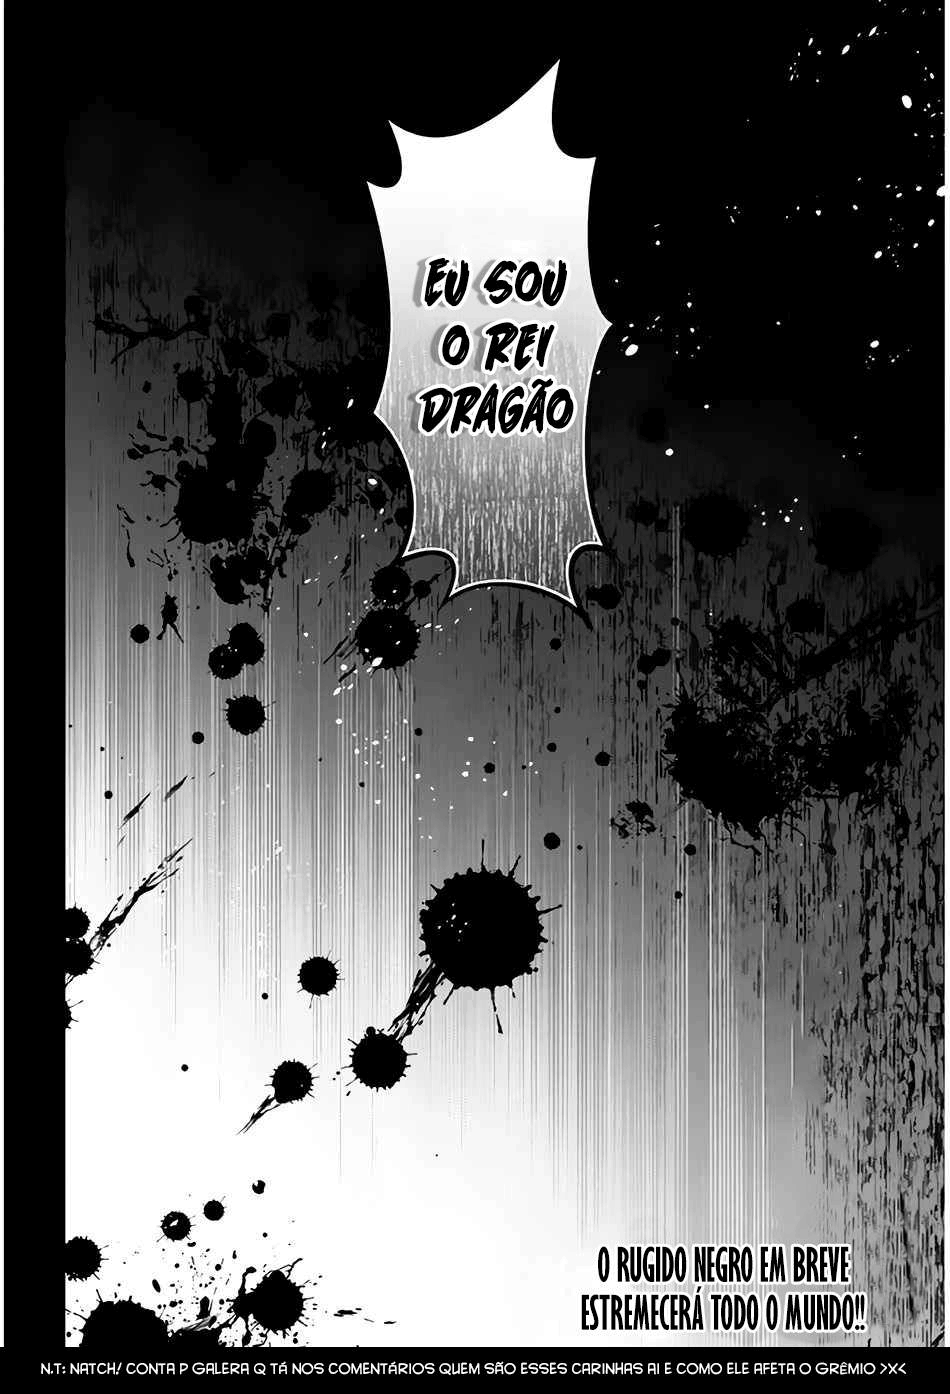 EU SOU
O REI
DRAGÃO
O RUGIDO NEGRO EM BREVE
ESTREMECERÁ TODO O MUNDO!!
N.T: NATCH! CONTA P GALERA Q TÁ NOS COMENTÁRIOS QUEM SÃO ESSES CARINHAS AI E COMO ELE AFETA O GRÊMIO >X<